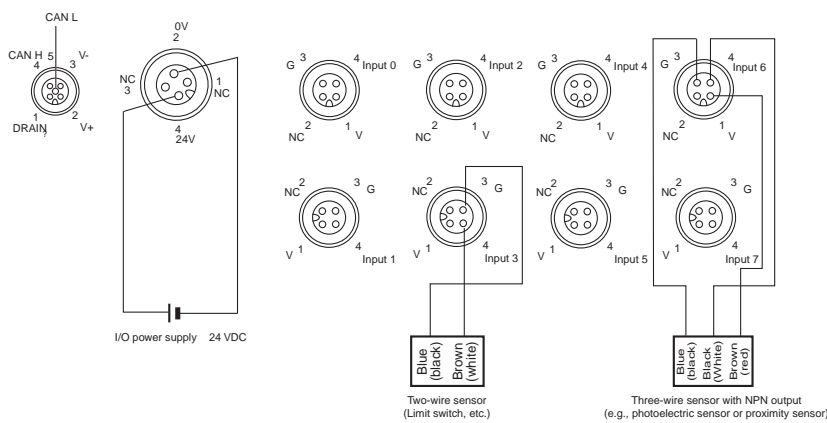 CAN L
CAN H 5 V-
4 3
1 2
DRAIN V+
?
0V
2
NC 1
3 NC
4
24V
I/O power supply 24 VDC
G 3 4 Input 0
NC 2 1 V
G 3 4 Input 2
NC 2 1 V
G 3 4 Input 4
NC 2 1 V
G 3 4 Input 6
NC 2 1 V
NC 2 3 G
V 1 4 Input 1
NC 2 3 G
V 1 4 Input 3
NC 2 3 G
V 1 4 Input 5
NC 2 3 G
V 1 4 Input 7
Blue
(black)
Brown
(white)
Two-wire sensor
(Limit switch, etc.)
Blue
(black)
Black
(White)
Brown
(red)
Three-wire sensor with NPN output
(e.g., photoelectric sensor or proximity sensor)